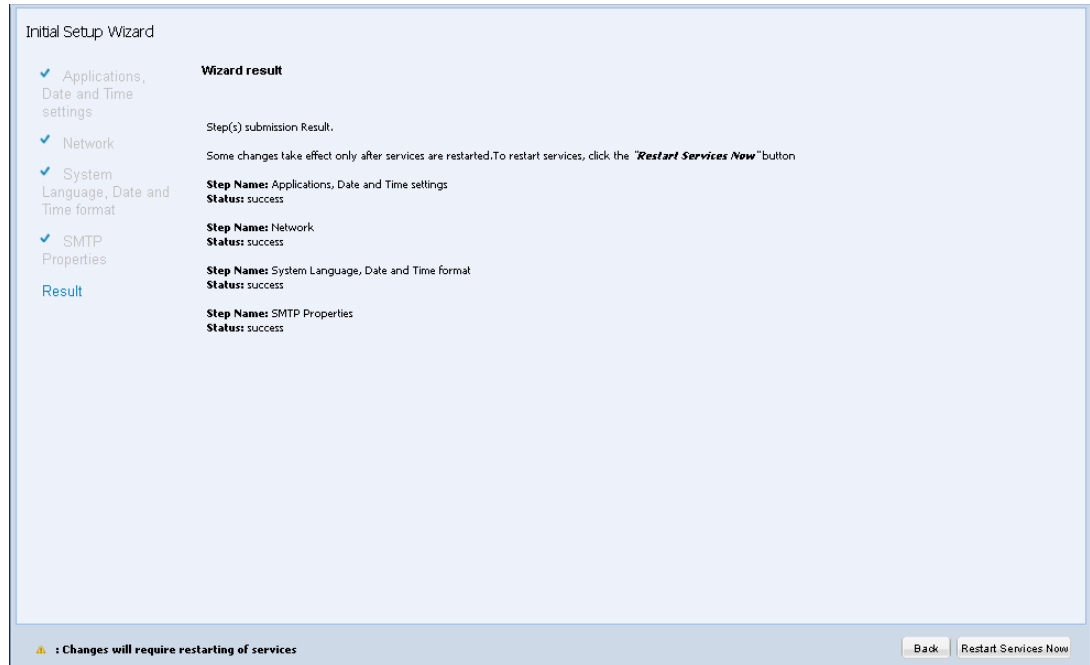 Initial Setup Wizard
Applications,
Date and Time
settings
Network
System
Language, Date and
Time format
SMTP
Properties
Result
Wizard result
Step(s) submission Result.
Some changes take effect only after services are restarted.To restart services, click the "Restart Services Now" button
Step Name: Applications, Date and Time settings
Status: success
Step Name: Network
Status: success
Step Name: System Language, Date and Time format
Status: success
Step Name: SMTP Properties
Status: success
: Changes will require restarting of services
Back
Restart Services Now